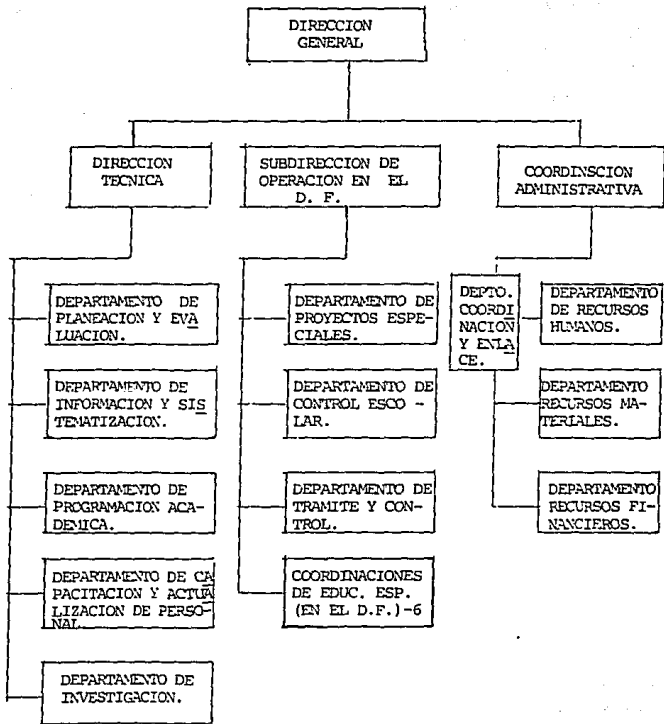 DIRECCION
GENERAL
DIRECCION
TECNICA
SUBDIRECCION DE
OPERACION EN EL
D. F.
COORDINSCION
ADMINISTRATIVA
DEPARTAMENTO DE
PLANEACION Y EVA
LUACION.
DEPARTAMENTO DE
INFORMACION Y SIS
TEMATIZACION.
DEPARTAMENTO DE
PROGRAMACION ACA-
DEMICA.
DEPARTAMENTO DE CA
PACITACION Y ACTUA
LIZACION DE PERSO-
NAL
DEPARTAMENTO DE
INVESTIGACION.
DEPARTAMENTO DE
PROYECTOS ESPE-
CIALES.
DEPARTAMENTO DE
CONTROL ESCO -
LAR.
DEPARTAMENTO DE
TRAMITE Y CON-
TROL.
COORDINACIONES
DE EDUC. ESP.
(EN EL D.F.)-6
DEPTO.
COORDI
NACION
Y ENLA
CE.
DEPARTAMENTO
DE RECURSOS
HUMANOS.
DEPARTAMENTO
RECURSOS MA-
TERIALES.
DEPARTAMENTO
RECURSOS FI-
NANCIEROS.